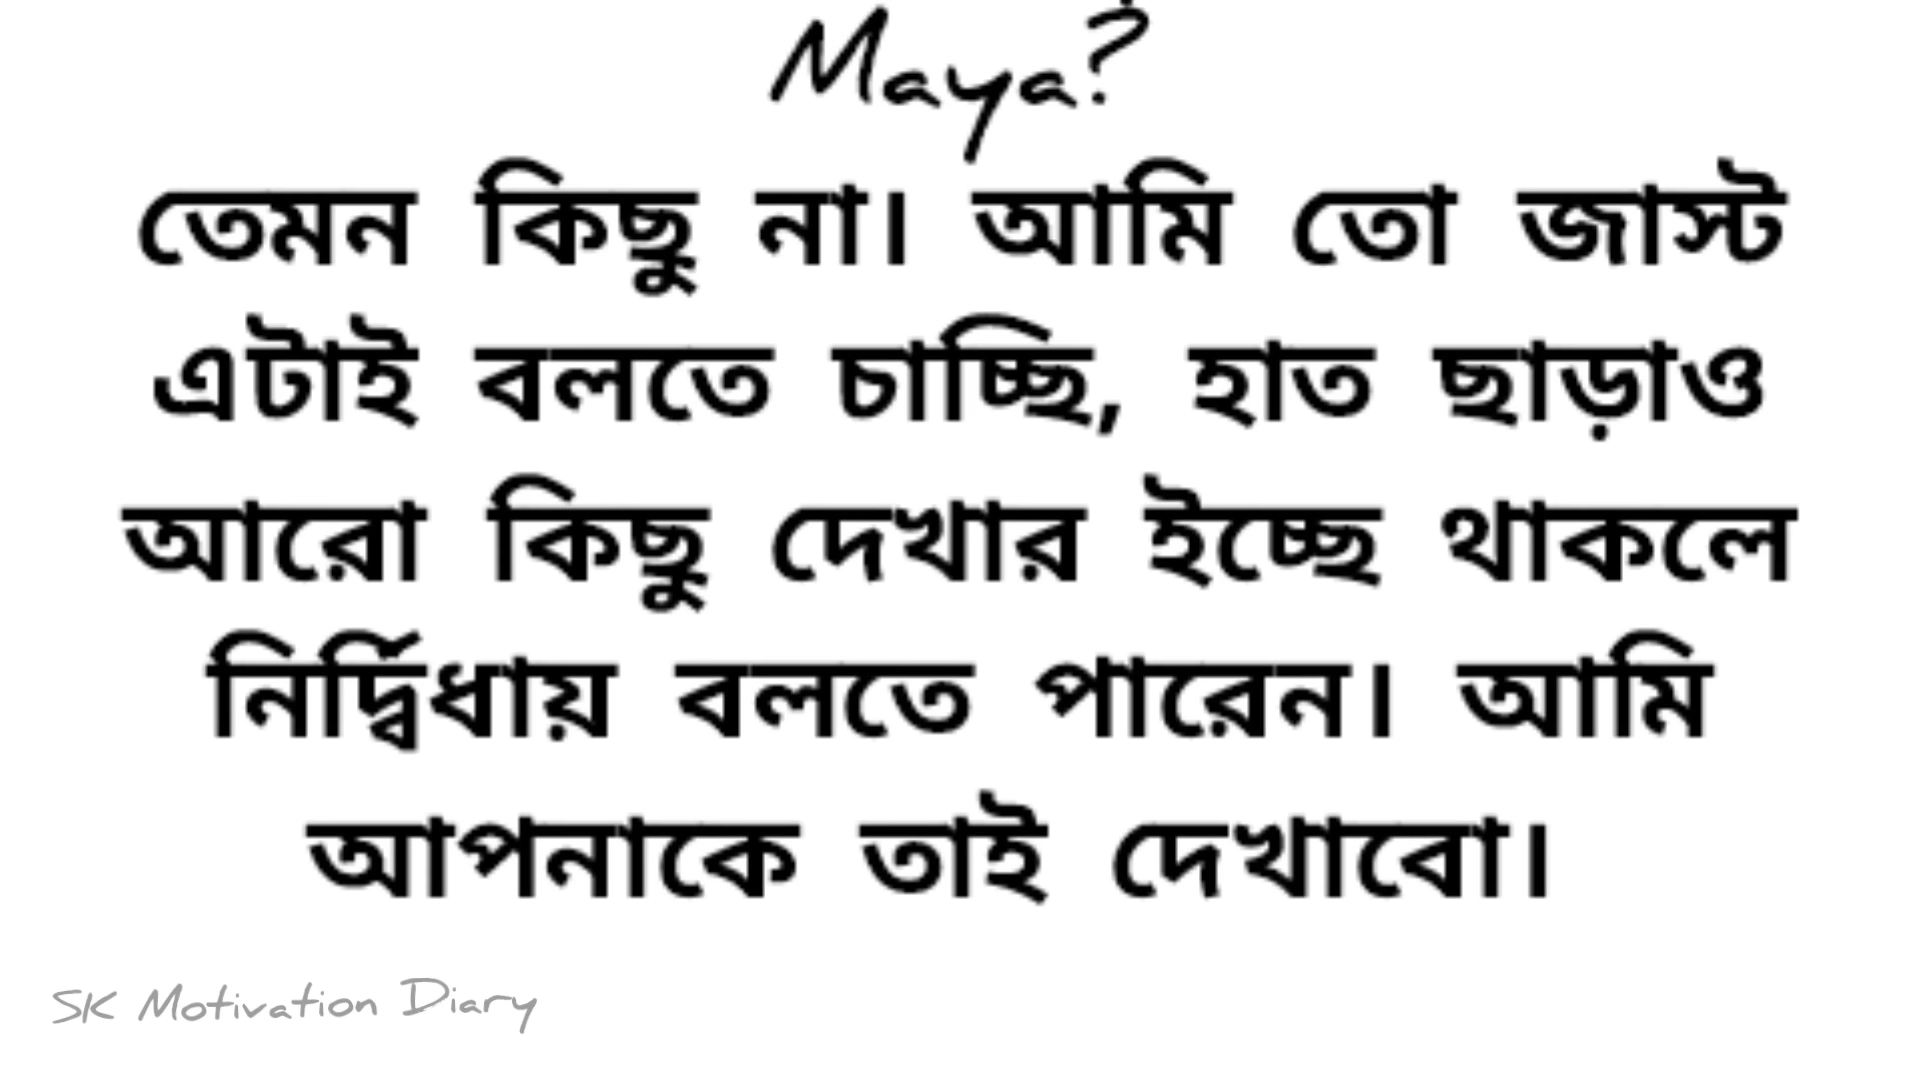 Maya?
তেমন কিছু না। আমি তো জাস্ট
এটাই বলতে চাচ্ছি, হাত ছাড়াও
আরো কিছু দেখার ইচ্ছে থাকলে
নির্দ্বিধায় বলতে পারেন। আমি
আপনাকে তাই দেখাবো।
SK Motivation Diary